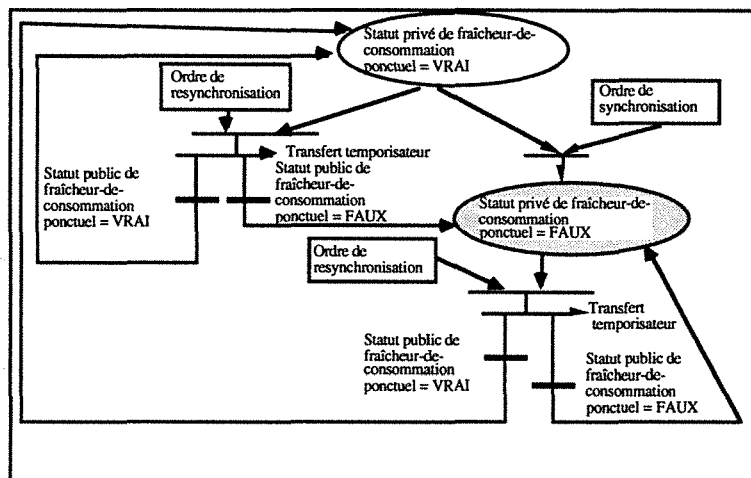 Statut privé de fraîcheur-de-
consommation
ponctuel = VRAI
Ordre de
resynchronisation
Ordre de
synchronisation
Transfert temporisateur
Statut public de
fraîcheur-de-
consommation
ponctuel = VRAI
Statut public de
fraîcheur-de-
consommation
ponctuel = FAUX
Statut privé de fraîcheur-de-
consommation
ponctuel = FAUX
Ordre de
resynchronisation
Transfert
temporisateur
Statut public de
fraîcheur-de-
consommation
ponctuel = VRAI
Statut public de
fraîcheur-de-
consommation
ponctuel = FAUX